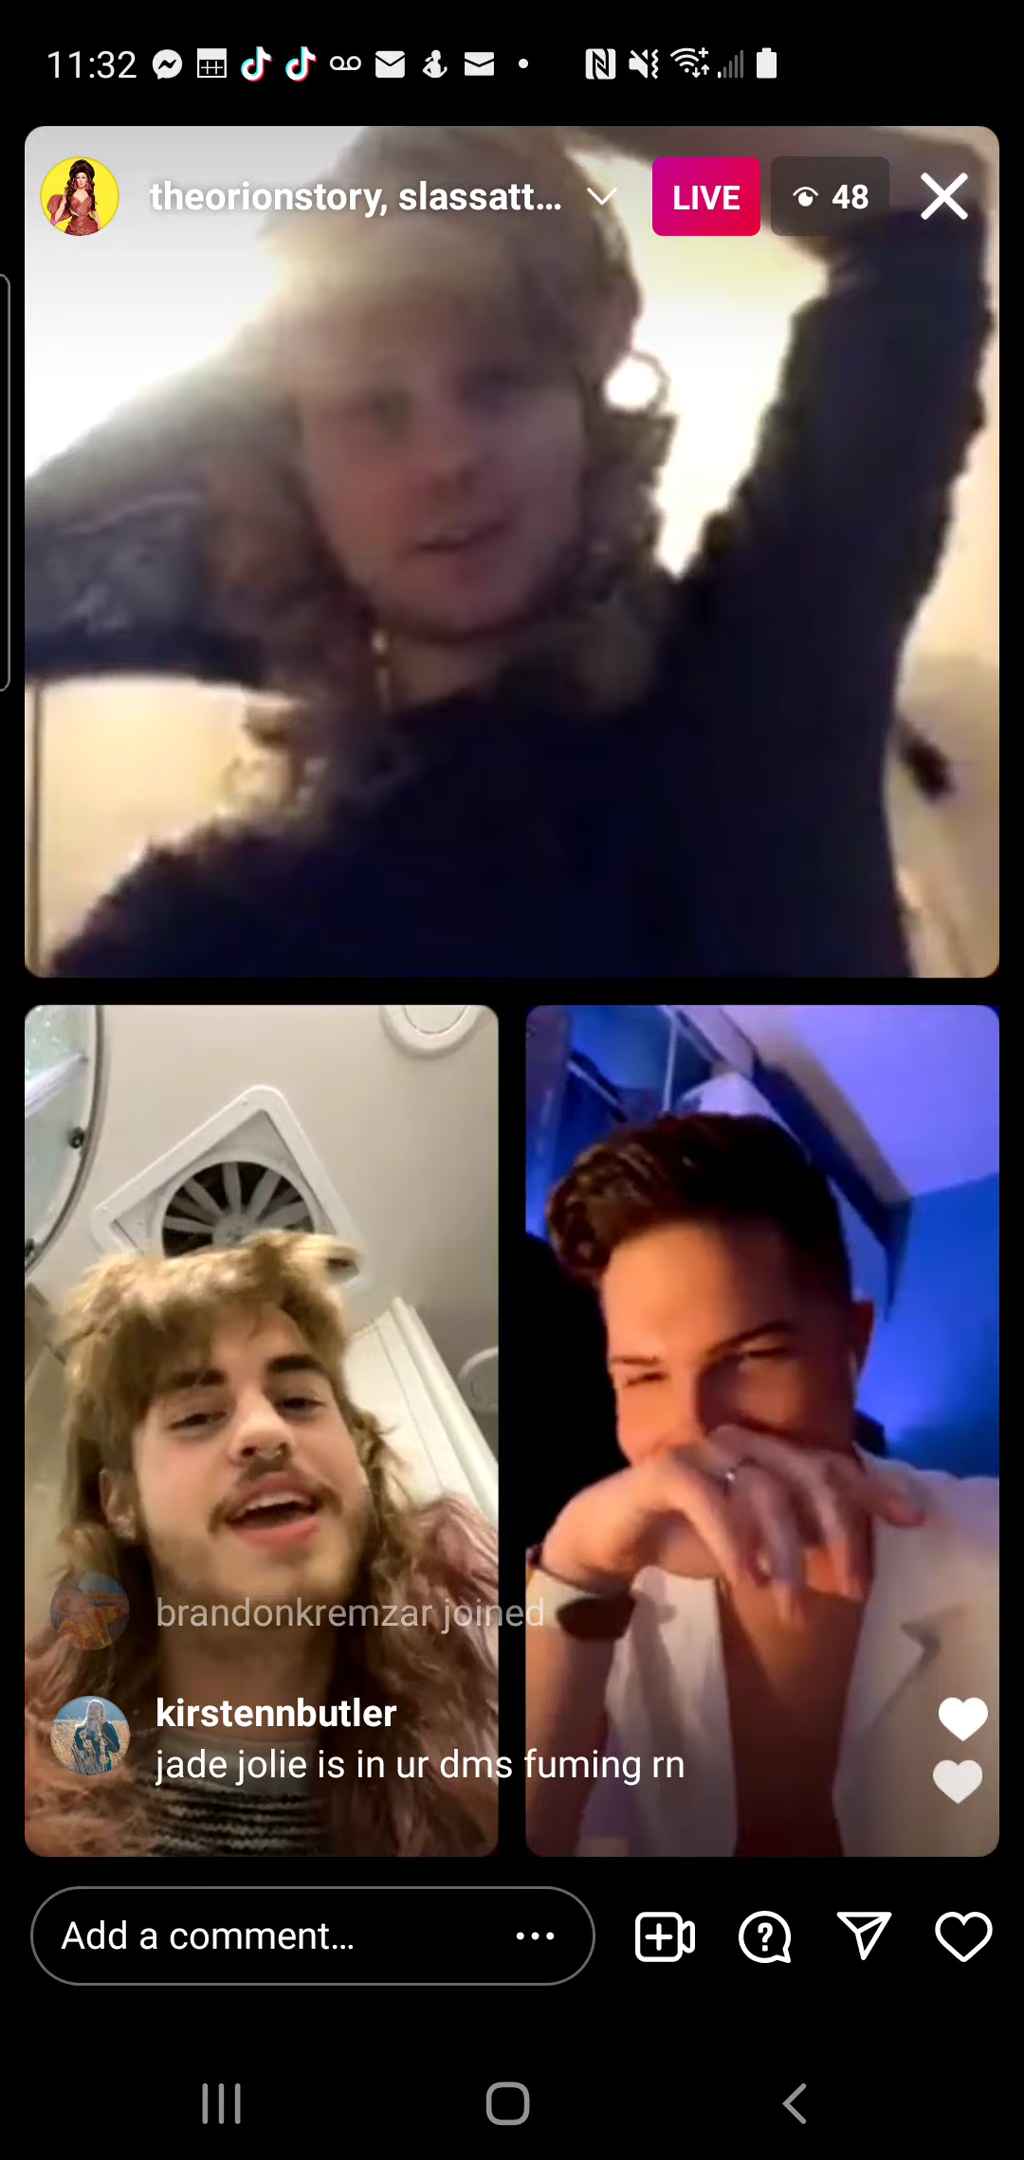 11:32
theorionstory, slassatt...
LIVE
48
brandonkremzar joined
kirstennbutler
jade jolie is in ur dms fuming rn
Add a comment...